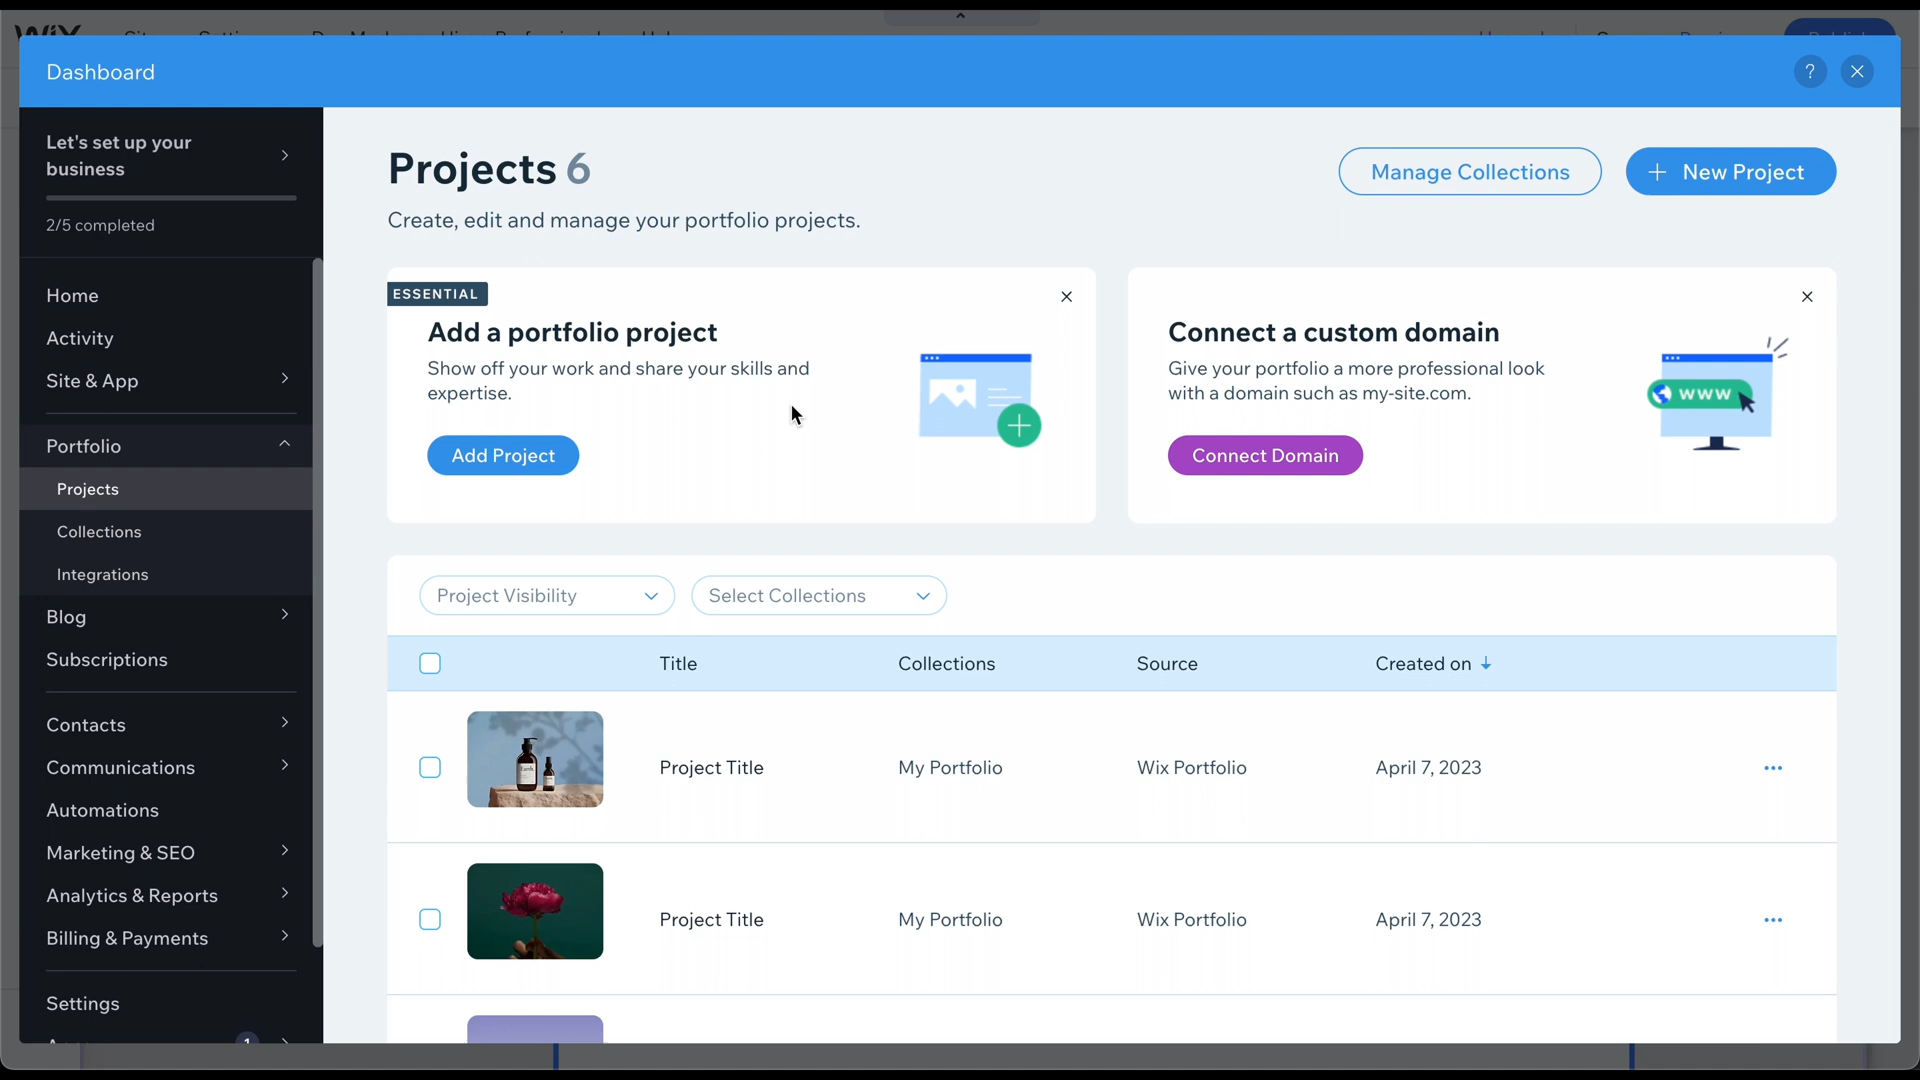 WIX
Dashboard
?
Let's set up your
business
2/5 completed
Home
Activity
Site & App
Portfolio
Projects
Collections
Integrations
Blog
Subscriptions
Contacts
Communications
Automations
Marketing & SEO
Analytics & Reports
Billing & Payments
Settings
1
Projects 6
Create, edit and manage your portfolio projects.
Manage Collections
+ New Project
ESSENTIAL
Add a portfolio project
Show off your work and share your skills and
expertise.
Add Project
Connect a custom domain
Give your portfolio a more professional look
with a domain such as my-site.com.
Connect Domain
www
Project Visibility
Select Collections
Title Collections Source Created on
Project Title My Portfolio Wix Portfolio April 7, 2023
Project Title My Portfolio Wix Portfolio April 7, 2023